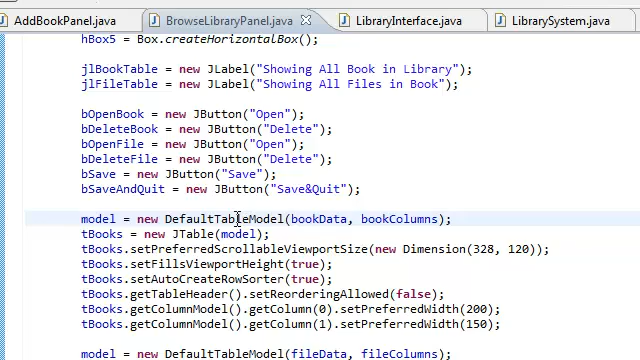 AddBookPanel.java BrowseLibraryPanel.java LibraryInterface.java LibrarySystem.java
hBox5 = Box.createHorizontalBox();
jlBookTable = new JLabel("Showing All Book in Library");
jlFileTable = new JLabel("Showing All Files in Book");
bOpenBook = new JButton("Open");
bDeleteBook = new JButton("Delete");
bOpenFile = new JButton("Open");
bDeleteFile = new JButton("Delete");
bSave = new JButton("Save");
bSaveAndQuit = new JButton("Save&Quit");
model = new DefaultTableModel(bookData, bookColumns);
tBooks = new JTable(model);
tBooks.setPreferredScrollableViewportSize(new Dimension(328, 120));
tBooks.setFillsViewportHeight(true);
tBooks.setAutoCreateRowSorter(true);
tBooks.getTableHeader().setReorderingAllowed(false);
tBooks.getColumnModel().getColumn(0).setPreferredWidth(200);
tBooks.getColumnModel().getColumn(1).setPreferredWidth(150);
model = new DefaultTableModel(fileData, fileColumns);